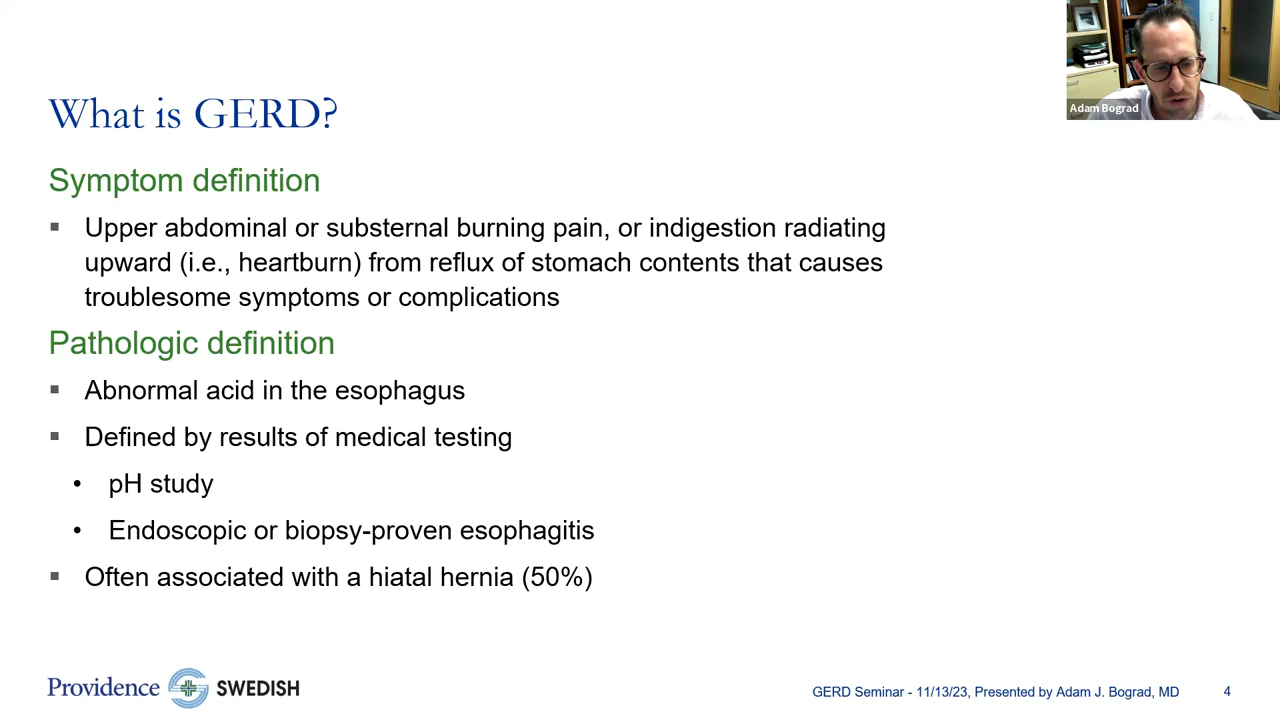 Adam Bograd
What is GERD?
Symptom definition
▪ Upper abdominal or substernal burning pain, or indigestion radiating
upward (i.e., heartburn) from reflux of stomach contents that causes
troublesome symptoms or complications
Pathologic definition
▪ Abnormal acid in the esophagus
▪ Defined by results of medical testing
• pH study
• Endoscopic or biopsy-proven esophagitis
▪ Often associated with a hiatal hernia (50%)
Providence SWEDISH
GERD Seminar - 11/13/23, Presented by Adam J. Bograd, MD 4